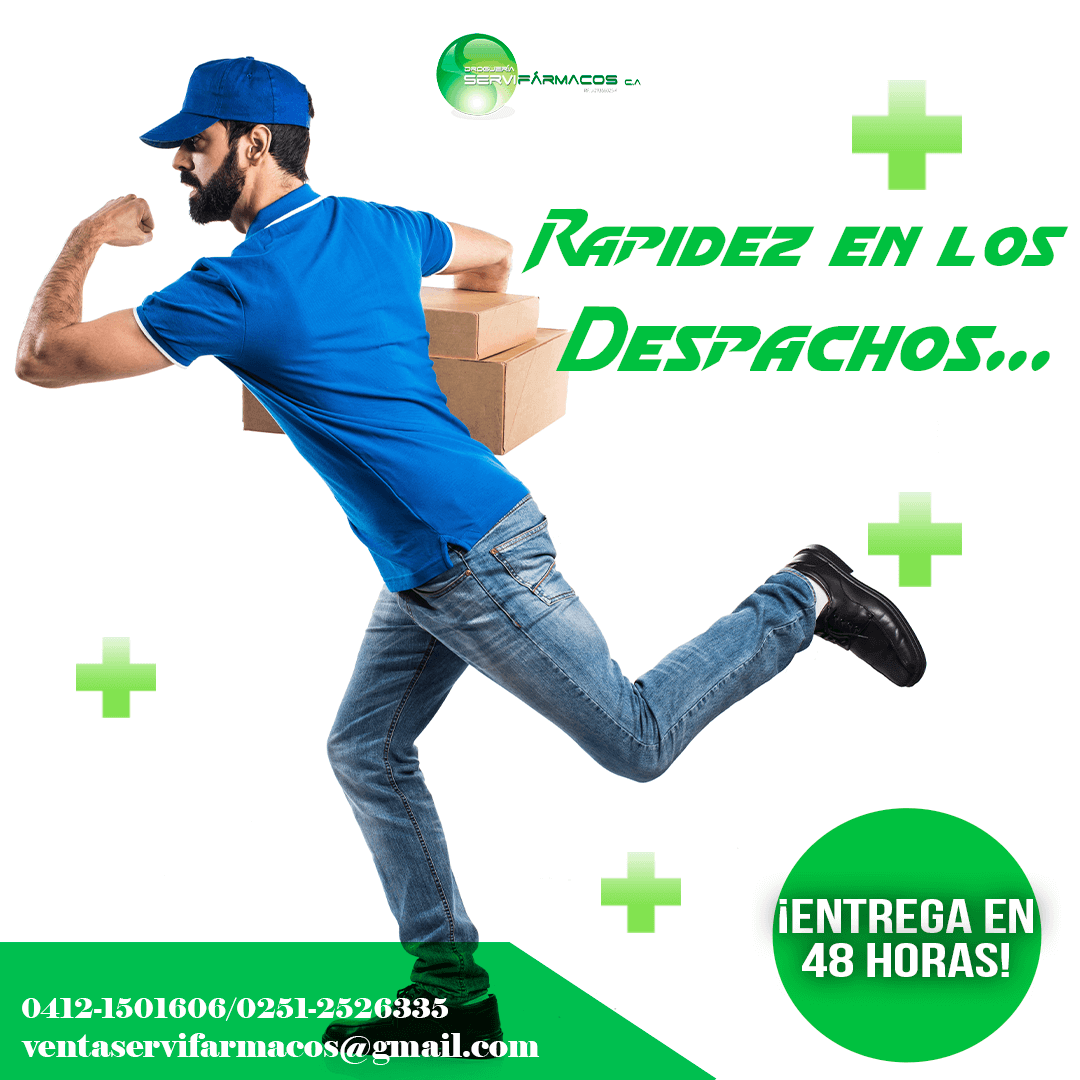 DROGUERÍA
SERVIFÁRMACOS C.A
RAPIDEZ EN LOS
DESPACHOS...
¡ENTREGA EN
48 HORAS!
0412-1501606/0251-2526335
ventaservifarmacos@gmail.com